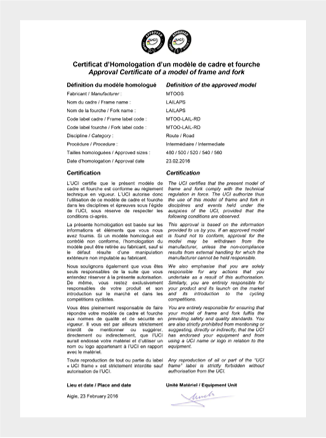 Certificat d'Homologation d'un modèle de cadre et fourche
Approval Certificate of a model of frame and fork
Définition du modèle homologué Definition of the approved model
Fabricant / Manufacturer : MTOGS
Nom du cadre / Frame name : LAILAPS
Nom de la fourche / Fork name : LAILAPS
Code label cadre / Frame label code : MTOO-LAIL-RD
Code label fourche / Fork label code : MTOO-LAIL-RD
Discipline / Category : Route / Road
Procédure / Procedure : Intermédiaire / Intermediate
Tailles homologuées / Approved sizes : 480 / 500 / 520 / 540 / 560
Date d'homologation / Approval date 23.02.2016
Certification
L'UCI certifie que le présent modèle de
cadre et fourche est conforme au règlement
technique en vigueur. L'UCI autorise donc
l'utilisation de ce modèle de cadre et fourche
dans les disciplines et épreuves sous l'égide
de l'UCI, sous réserve de respecter les
conditions ci-après.
La présente homologation est basée sur les
informations et éléments que vous nous
avez fournis. Si un modèle homologué est
contrôlé non conforme, l'homologation du
modèle peut être retirée au fabricant, sauf si
le défaut résulte d'une manipulation
extérieure non imputable au fabricant.
Nous soulignons également que vous êtes
seuls responsables de la suite que vous
entendez réserver à la présente autorisation.
De même, vous restez exclusivement
responsables de votre produit et son
introduction sur le marché et dans les
compétitions cyclistes.
Vous êtes pleinement responsable de faire
répondre votre modèle de cadre et fourche
aux normes de qualité et de sécurité en
vigueur. Il vous est par ailleurs strictement
interdit de mentionner ou suggérer,
directement ou indirectement, que l'UCI
aurait endossé votre matériel et d'utiliser un
nom ou logo appartenant à l'UCI en rapport
avec le matériel.
Toute reproduction de tout ou partie du label
« UCI frame » est strictement interdite sauf
autorisation de l'UCI.
Certification
The UCI certifies that the present model of
frame and fork comply with the technical
regulation in force. The UCI authorize thus
the use of this model of frame and fork in
disciplines and events held under the
auspices of the UCI, provided that the
following conditions are observed.
This approval is based on the information
provided to us by you. If an approved model
is found not to conform, approval for the
model may be withdrawn from the
manufacturer, unless the non-compliance
results from external handling for which the
manufacturer cannot be held responsible.
We also emphasise that you are solely
responsible for any actions that you
undertake as a result of this authorisation.
Similarly, you are entirely responsible for
your product and its launch on the market
and its introduction to the cycling
competitions.
You are entirely responsible for ensuring
that your model of frame and fork fulfils the
prevailing safety and quality standards. You
are also strictly prohibited from mentioning or
suggesting, directly or indirectly, that the UCI
has endorsed your equipment and from
using a UCI name or logo in relation to the
equipment.
Any reproduction of all or part of the "UCI
frame" label is strictly forbidden without
authorisation from the UCI.
Lieu et date / Place and date Unité Matériel / Equipment Unit
Aigle, 23 February 2016